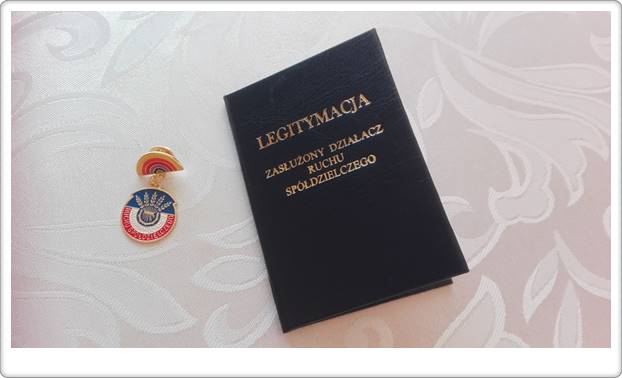 LEGITYMACJA
ZASŁUŻONY DZIAŁACZ
RUCHU
SPÓŁDZIELCZEGO